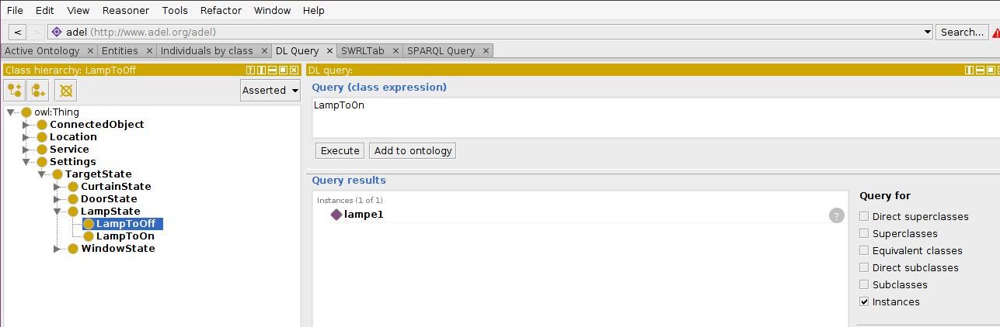 File Edit View Reasoner Tools Refactor Window Help
< > adel (http://www.adel.org/adel) Search...
Active Ontology × Entities × Individuals by class × DL Query × SWRLTab × SPARQL Query ×
Class hierarchy: LampToOff
Asserted
owl:Thing
ConnectedObject
Location
Service
Settings
TargetState
CurtainState
DoorState
LampState
LampToOff
LampToOn
WindowState
DL query:
Query (class expression)
LampToOn
Execute Add to ontology
Query results
Instances (1 of 1)
lampe1
?
Query for
Direct superclasses
Superclasses
Equivalent classes
Direct subclasses
Subclasses
Instances